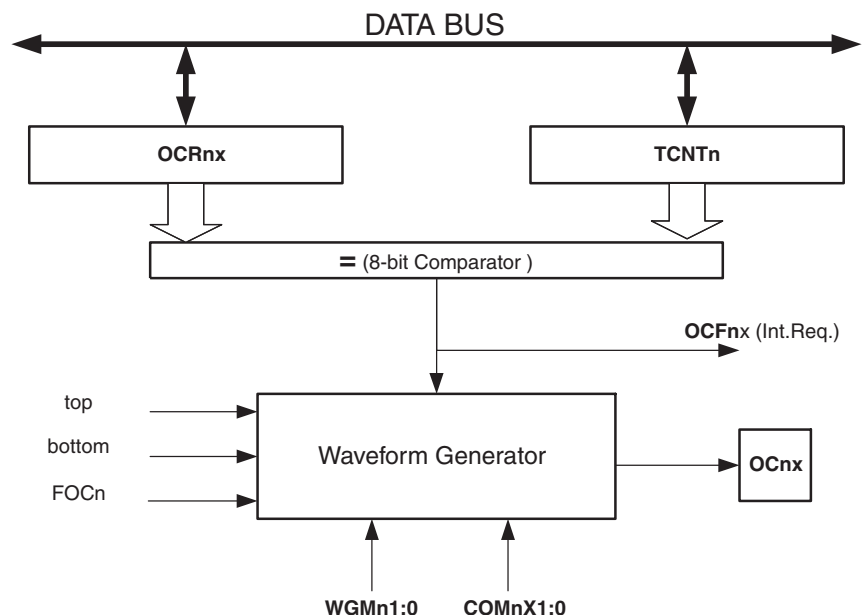 DATA BUS
OCRnx
TCNTn
= (8-bit Comparator )
OCFnx (Int.Req.)
top
bottom
FOCn
Waveform Generator
OCnx
WGMn1:0
COMnX1:0